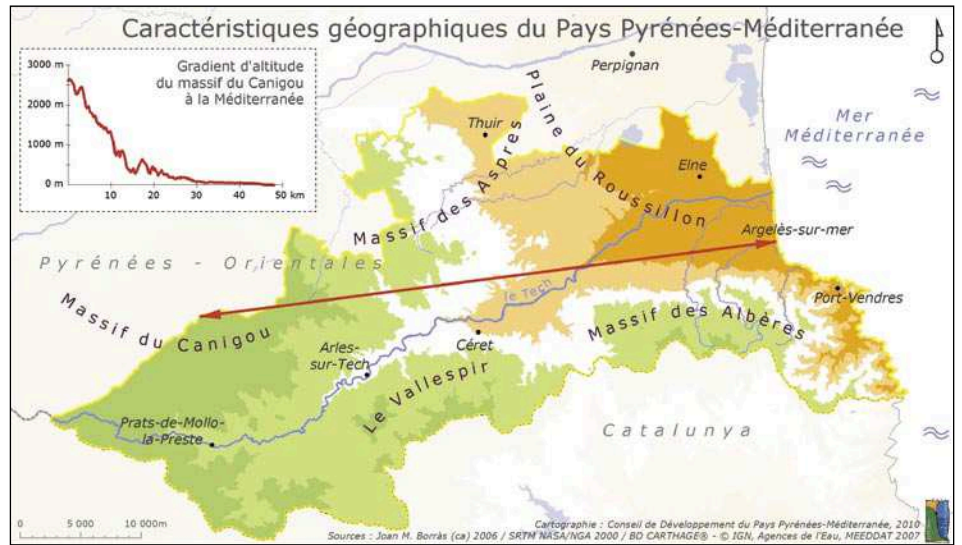 Caractéristiques géographiques du Pays Pyrénées-Méditerranée
3000 m
2000 m
1000 m
0 m
10
20
30
40
50 km
Gradient d'altitude
du massif du Canigou
à la Méditerranée
Perpignan
Mer
Méditerranée
Thuir
Plaine du Roussillon
Elne
Massif des Aspres
Argelès-sur-mer
Pyrénées - Orientales
le Tech
Port-Vendres
Massif du Canigou
Massif des Albères
Céret
Arles-
sur-Tech
Le Vallespir
Prats-de-Mollo-
la-Preste
Catalunya
0 5 000 10 000m
Cartographie : Conseil de Développement du Pays Pyrénées-Méditerranée, 2010
Sources : Joan M. Borràs (ca) 2006 / SRTM NASA/NGA 2000 / BD CARTHAGE® - © IGN, Agences de l'Eau, MEEDDAT 2007